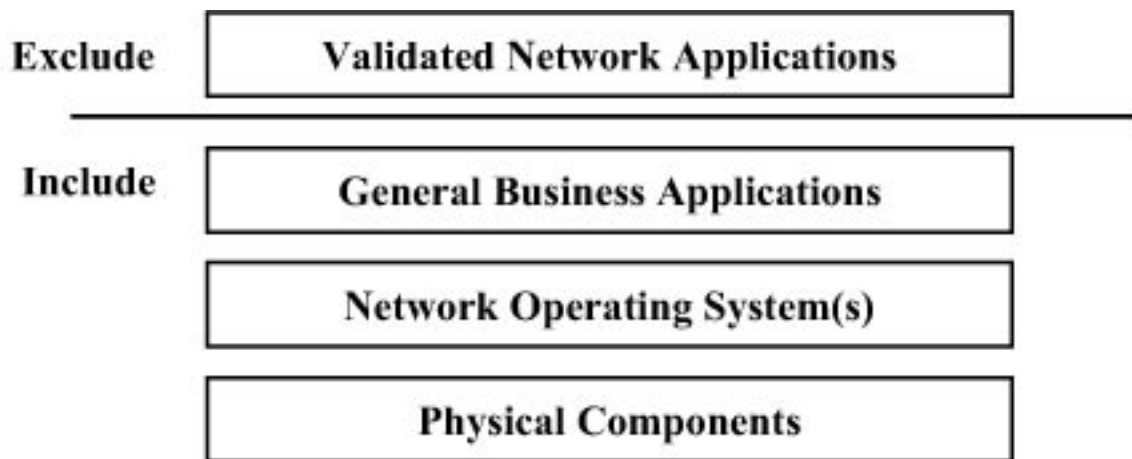 Exclude
Validated Network Applications
Include
General Business Applications
Network Operating System(s)
Physical Components